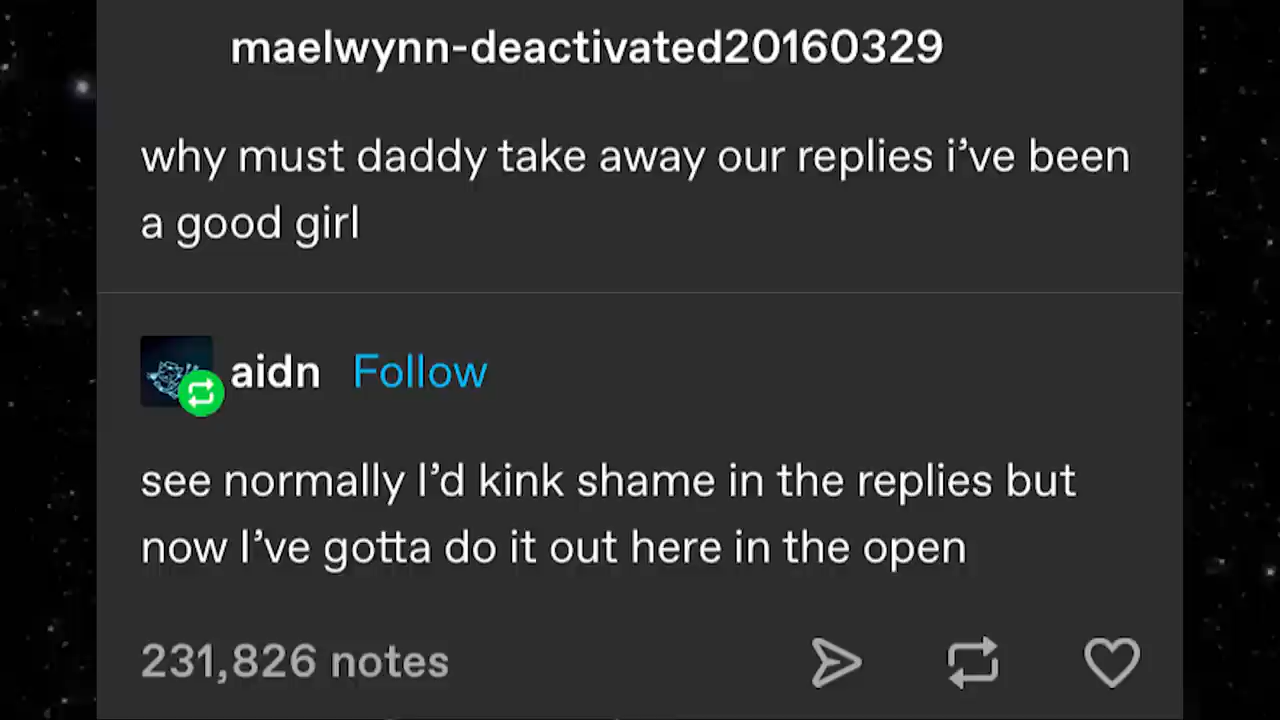 maelwynn-deactivated20160329
why must daddy take away our replies i've been
a good girl
aidn Follow
see normally I'd kink shame in the replies but
now I've gotta do it out here in the open
231,826 notes